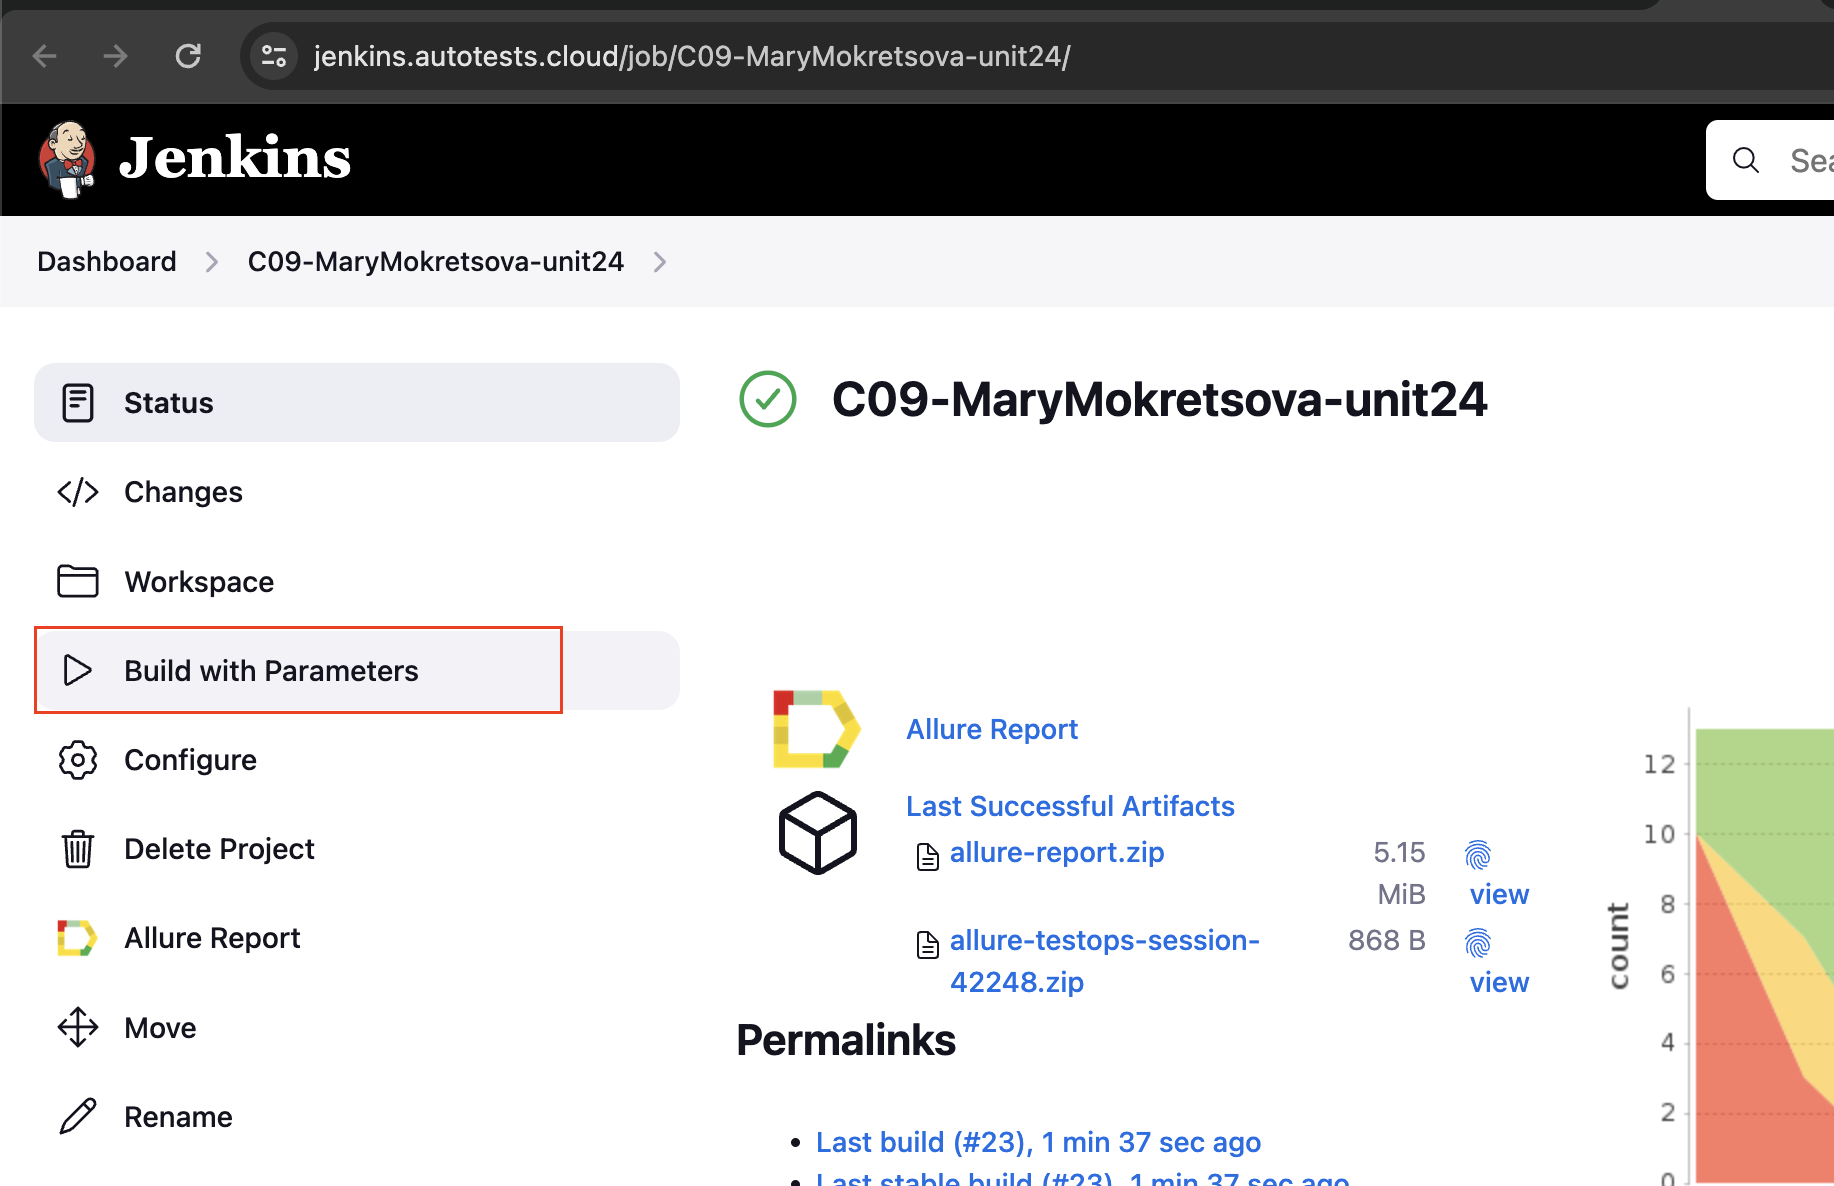 jenkins.autotests.cloud/job/C09-MaryMokretsova-unit24/
Jenkins
Sea
Dashboard
C09-MaryMokretsova-unit24
Status
Changes
Workspace
Build with Parameters
Configure
Delete Project
Allure Report
Move
Rename
C09-MaryMokretsova-unit24
Allure Report
Last Successful Artifacts
allure-report.zip 5.15
MiB view
allure-testops-session- 868 B
42248.zip view
Permalinks
Last build (#23), 1 min 37 sec ago
Last stable build (#23), 1 min 37 sec ago
count
12
10
8
6
4
2
0